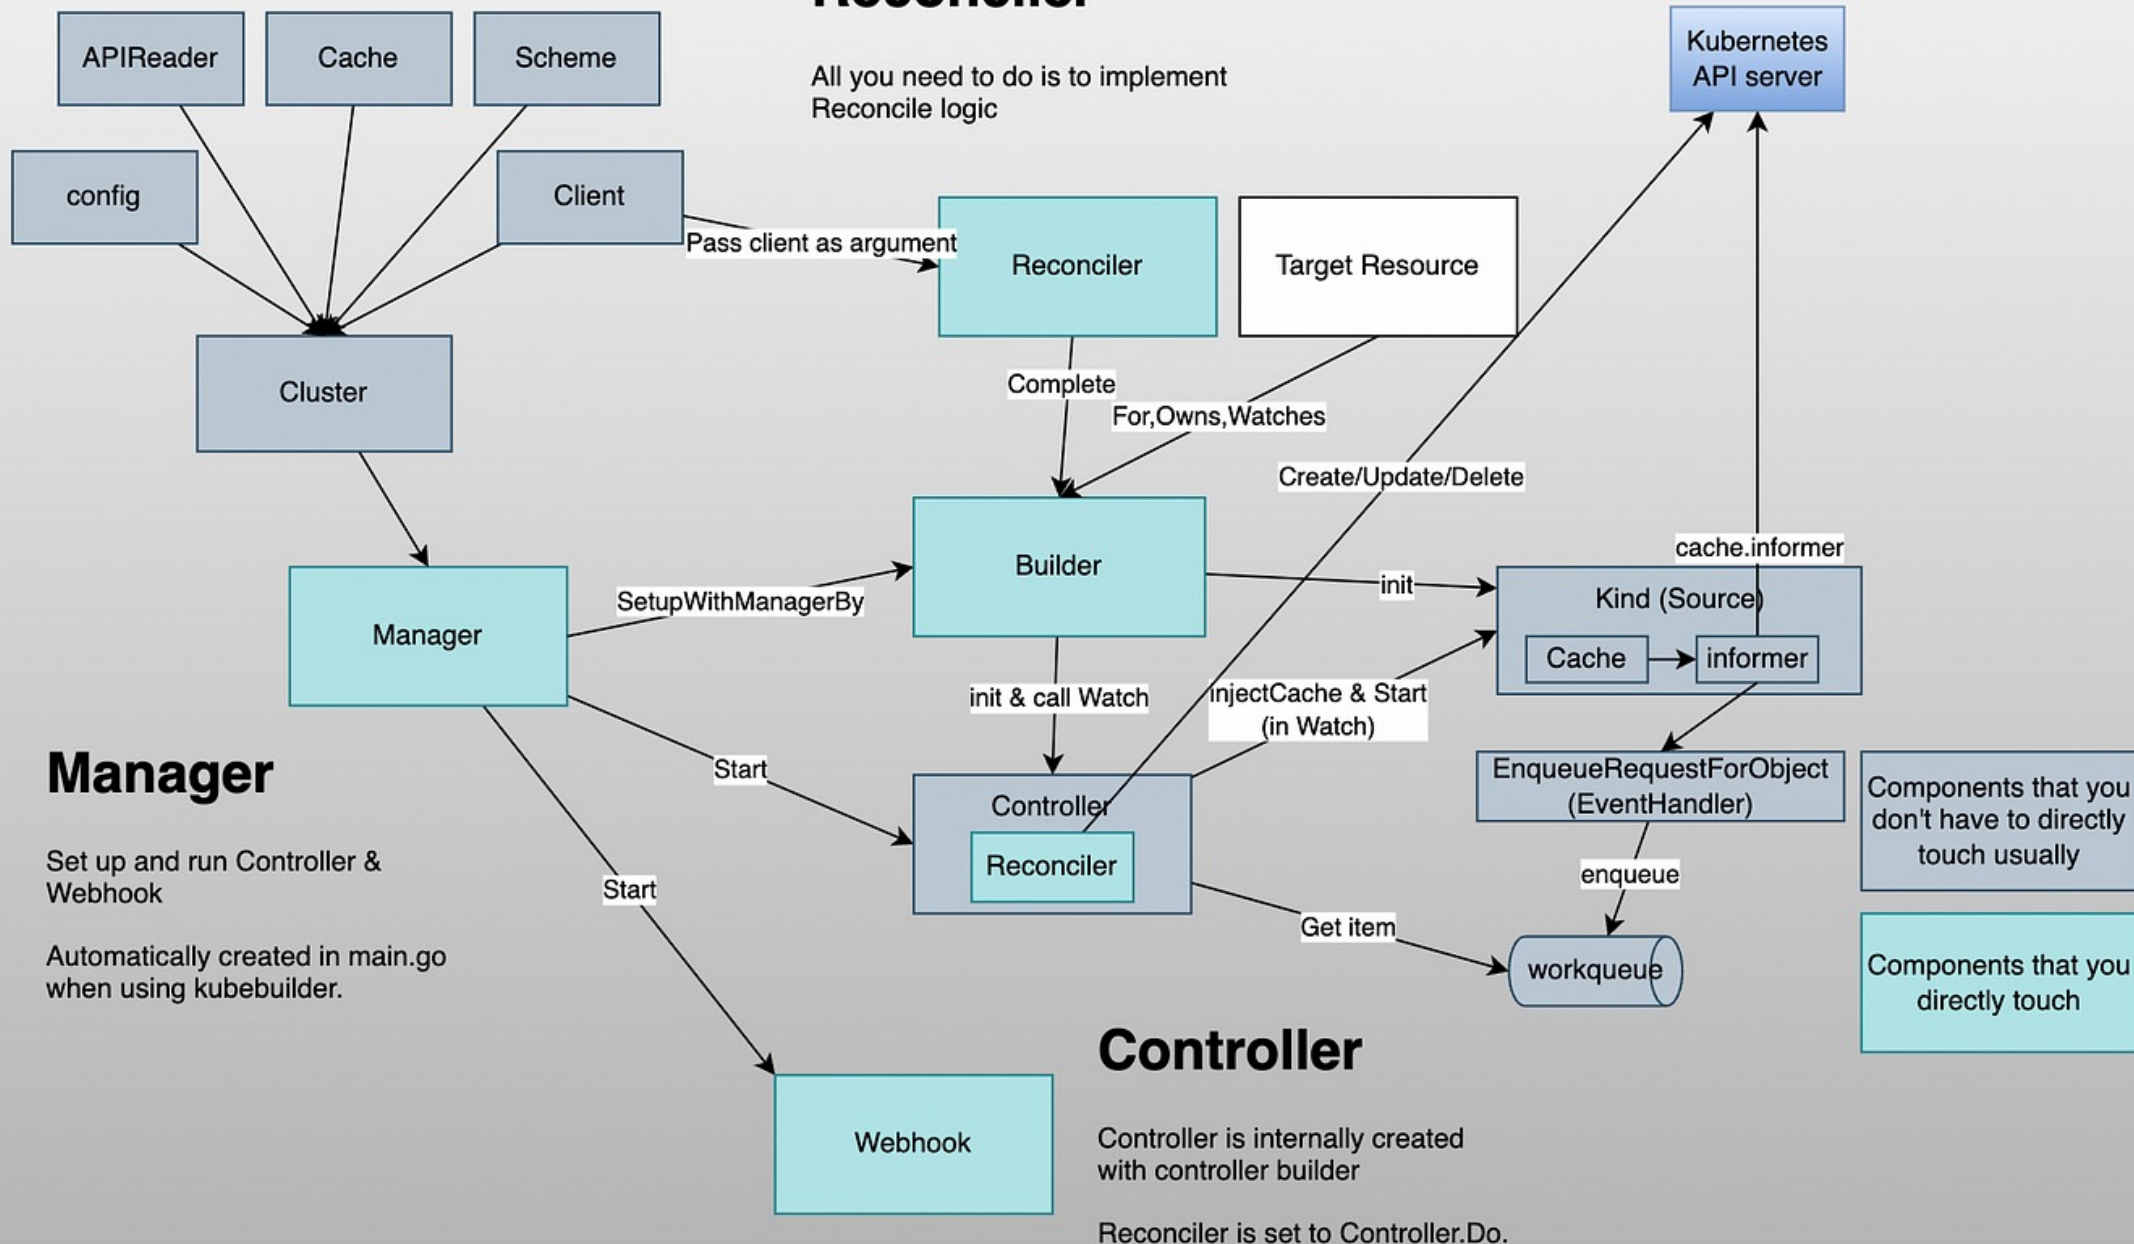 Reconciler
All you need to do is to implement
Reconcile logic
APIReader
Cache
Scheme
Kubernetes
API server
config
Client
Pass client as argument
Reconciler
Target Resource
Cluster
Complete
For,Owns,Watches
Create/Update/Delete
cache.informer
Builder
init
Kind (Source)
Cache
informer
SetupWithManagerBy
Manager
init & call Watch
injectCache & Start
(in Watch)
Manager
Start
Controller
Reconciler
EnqueueRequestForObject
(EventHandler)
Components that you
don't have to directly
touch usually
Set up and run Controller &
Webhook
Start
enqueue
Get item
workqueue
Components that you
directly touch
Automatically created in main.go
when using kubebuilder.
Controller
Webhook
Controller is internally created
with controller builder
Reconciler is set to Controller.Do.